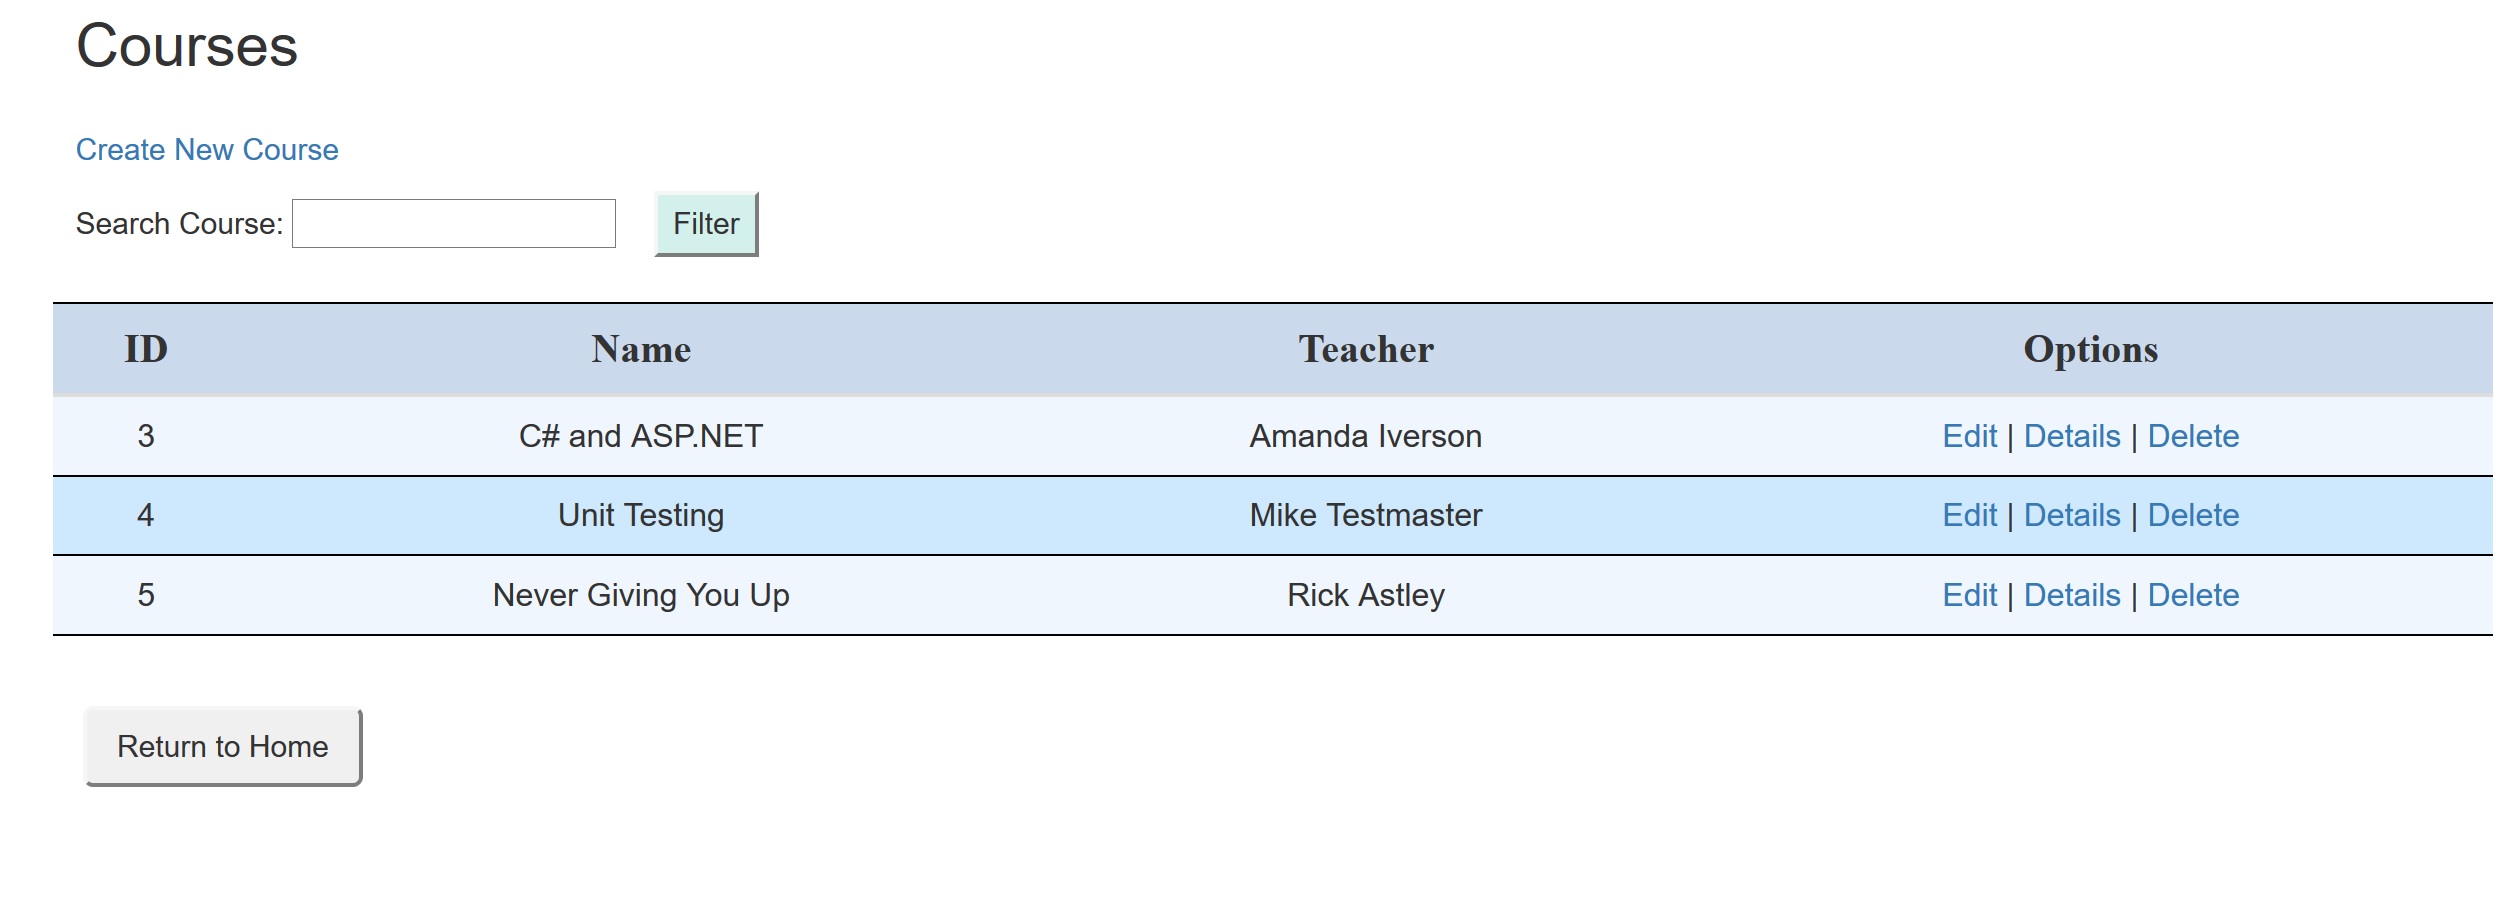 Courses
Create New Course
Search Course: Filter
ID Name Teacher Options
3 C# and ASP.NET Amanda Iverson Edit | Details | Delete
4 Unit Testing Mike Testmaster Edit | Details | Delete
5 Never Giving You Up Rick Astley Edit | Details | Delete
Return to Home